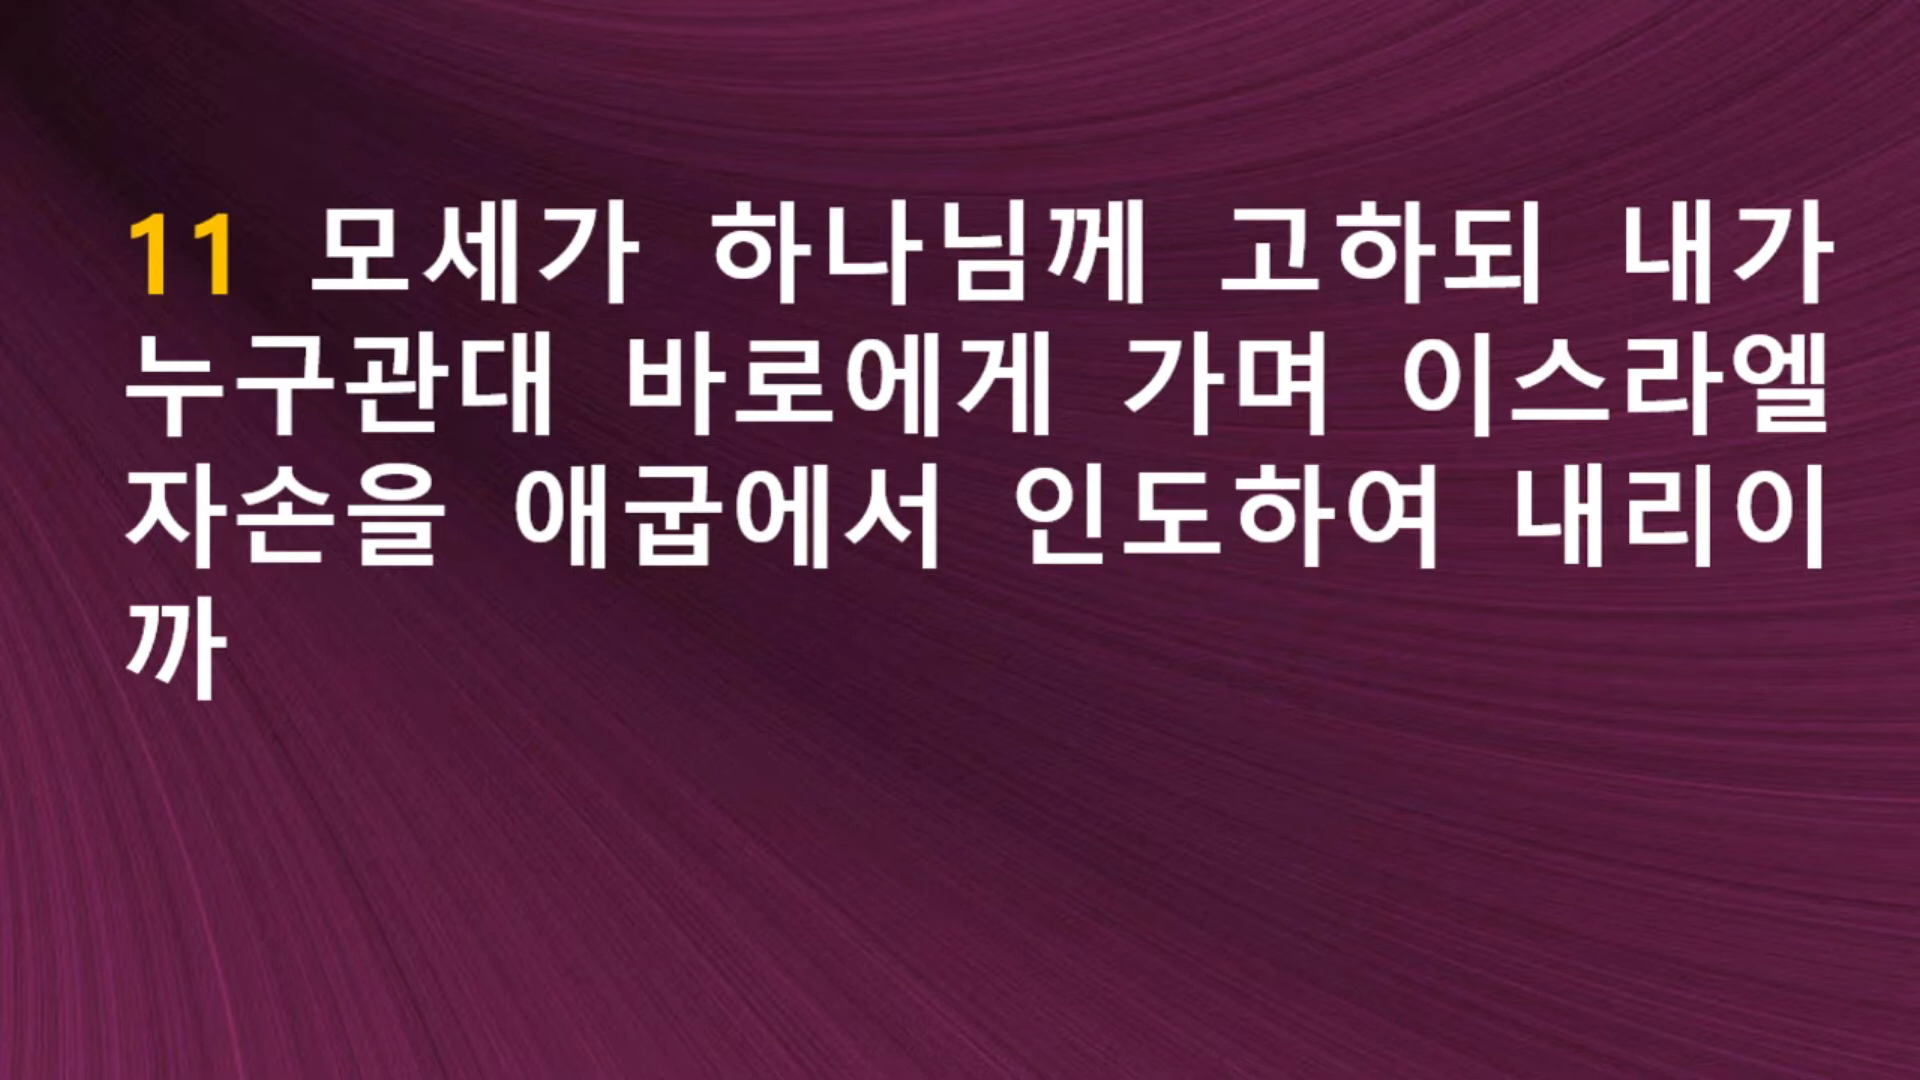 11 모세가 하나님께 고하되 내가
누구관대 바로에게 가며 이스라엘
자손을 애굽에서 인도하여 내리이
까